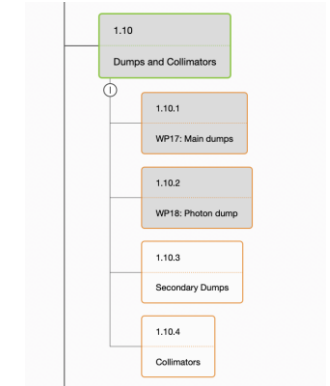 1.10
Dumps and Collimators
1.10.1
WP17: Main dumps
1.10.2
WP18: Photon dump
1.10.3
Secondary Dumps
1.10.4
Collimators